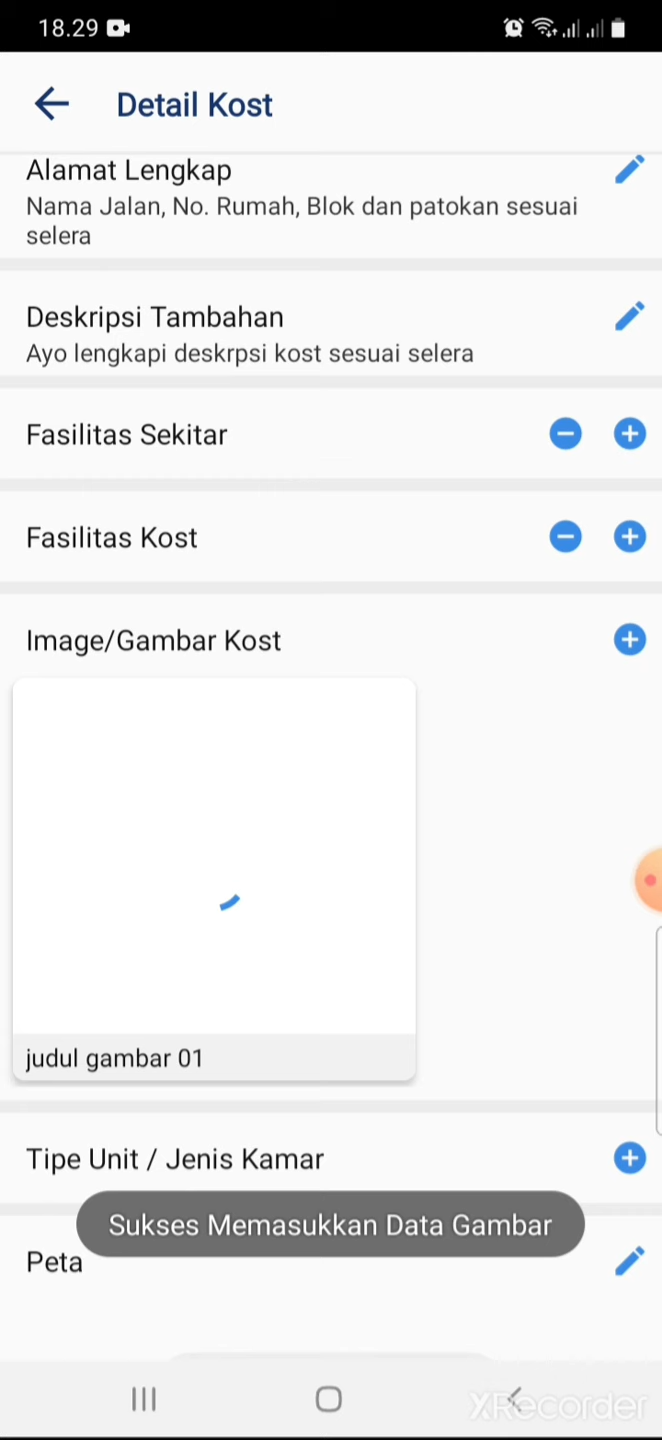 18.29
Detail Kost
Alamat Lengkap
Nama Jalan, No. Rumah, Blok dan patokan sesuai
selera
Deskripsi Tambahan
Ayo lengkapi deskrpsi kost sesuai selera
Fasilitas Sekitar
Fasilitas Kost
Image/Gambar Kost
judul gambar 01
Tipe Unit / Jenis Kamar
Sukses Memasukkan Data Gambar
Peta
XRecorder